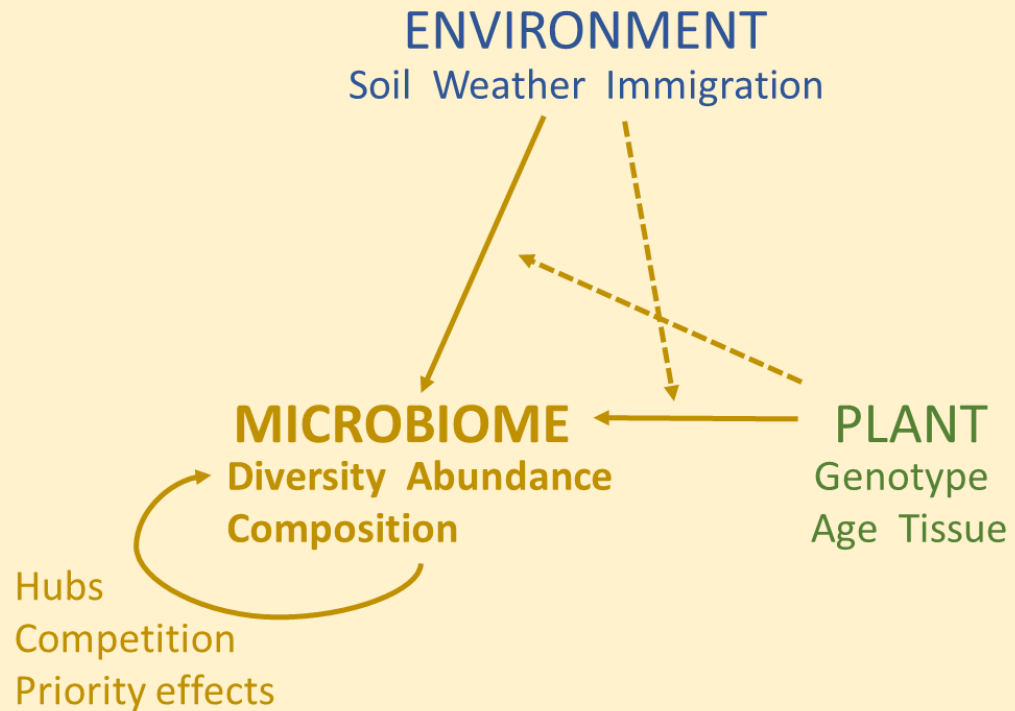 ENVIRONMENT
Soil Weather Immigration
MICROBIOME
Diversity Abundance
Composition
PLANT
Genotype
Age Tissue
Hubs
Competition
Priority effects